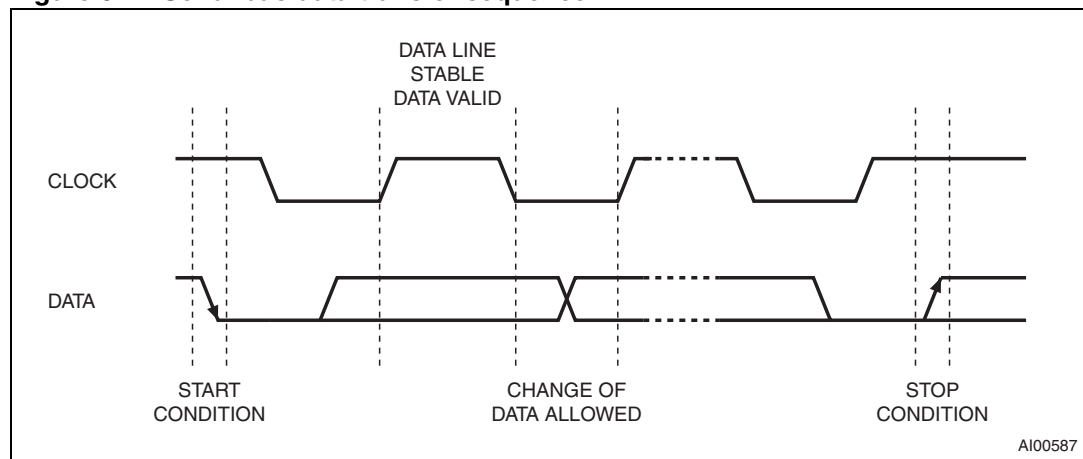 DATA LINE
STABLE
DATA VALID
CLOCK
DATA
START
CONDITION
CHANGE OF
DATA ALLOWED
STOP
CONDITION
AI00587